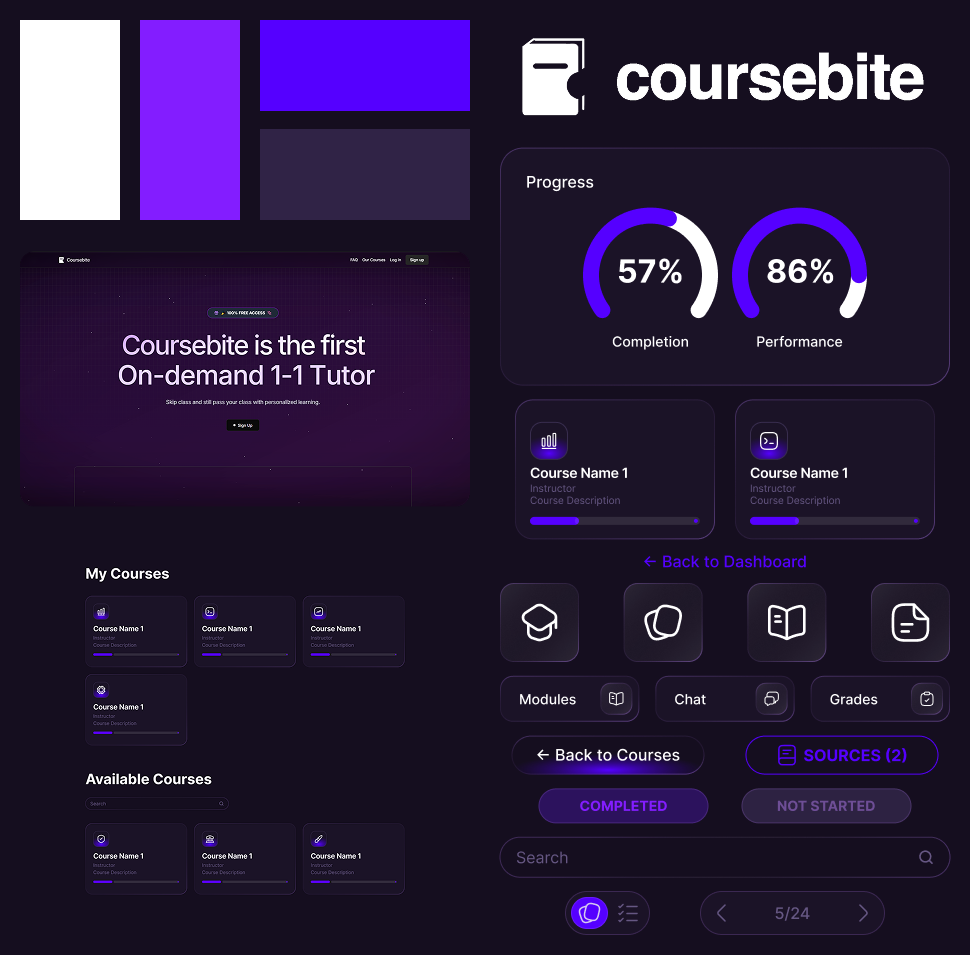 coursebite
Progress
57%
86%
Completion
Performance
Coursebite
FAQ
Our Courses
Log in
Sign up
100% FREE ACCESS
Coursebite is the first
On-demand 1-1 Tutor
Skip class and still pass your class with personalized learning.
Sign Up
Course Name 1
Instructor
Course Description
Course Name 1
Instructor
Course Description
← Back to Dashboard
Modules
Chat
Grades
← Back to Courses
SOURCES (2)
COMPLETED
NOT STARTED
Search
5/24
My Courses
Course Name 1
Instructor
Course Description
Course Name 1
Instructor
Course Description
Course Name 1
Instructor
Course Description
Course Name 1
Instructor
Course Description
Available Courses
Search
Course Name 1
Instructor
Course Description
Course Name 1
Instructor
Course Description
Course Name 1
Instructor
Course Description